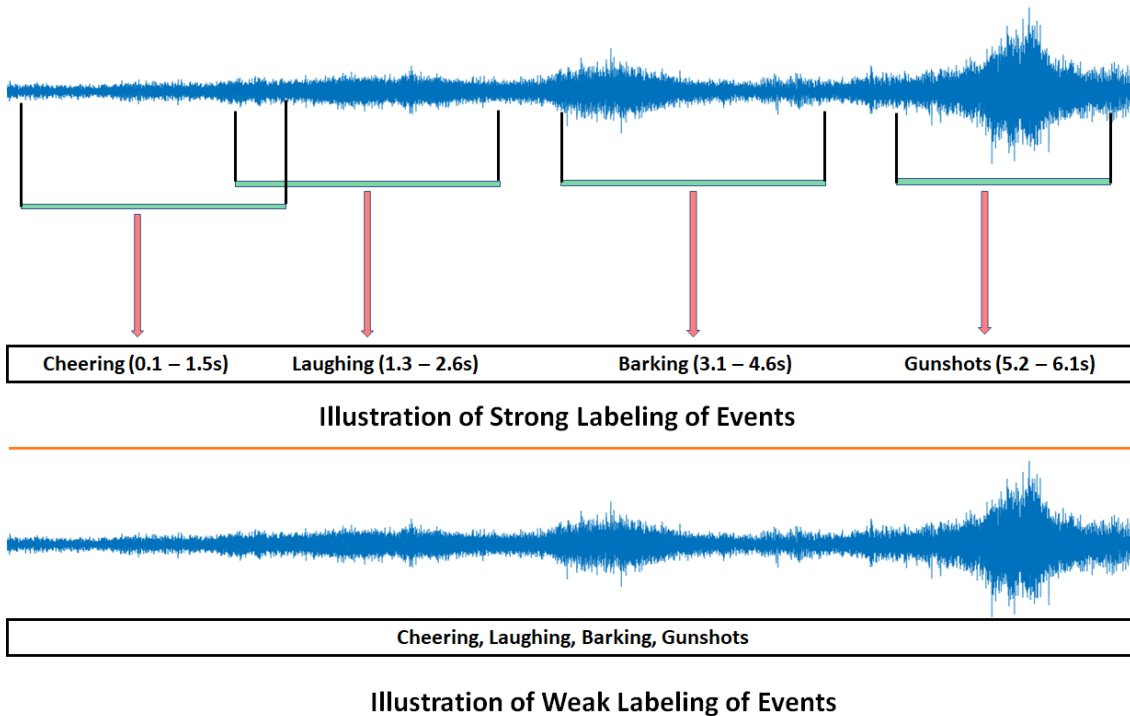 Cheering (0.1 – 1.5s) Laughing (1.3 – 2.6s) Barking (3.1 – 4.6s) Gunshots (5.2 – 6.1s)
Illustration of Strong Labeling of Events
Cheering, Laughing, Barking, Gunshots
Illustration of Weak Labeling of Events